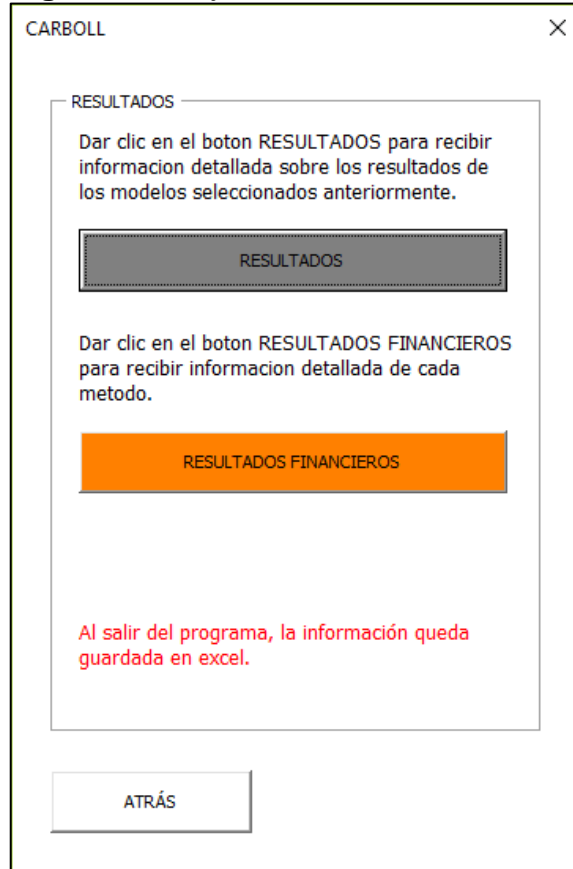 CARBOLL
RESULTADOS
Dar clic en el boton RESULTADOS para recibir
informacion detallada sobre los resultados de
los modelos seleccionados anteriormente.
RESULTADOS
Dar clic en el boton RESULTADOS FINANCIEROS
para recibir informacion detallada de cada
metodo.
RESULTADOS FINANCIEROS
Al salir del programa, la información queda
guardada en excel.
ATRÁS